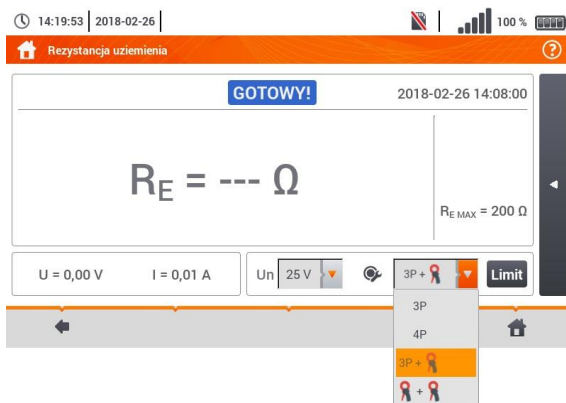 14:19:53 2018-02-26 100 %
Rezystancja uziemienia ?
GOTOWY! 2018-02-26 14:08:00
RE = --- Ω
RE MAX = 200 Ω
U = 0,00 V I = 0,01 A Un 25 V 3P + Limit
3P
4P
3P +
+